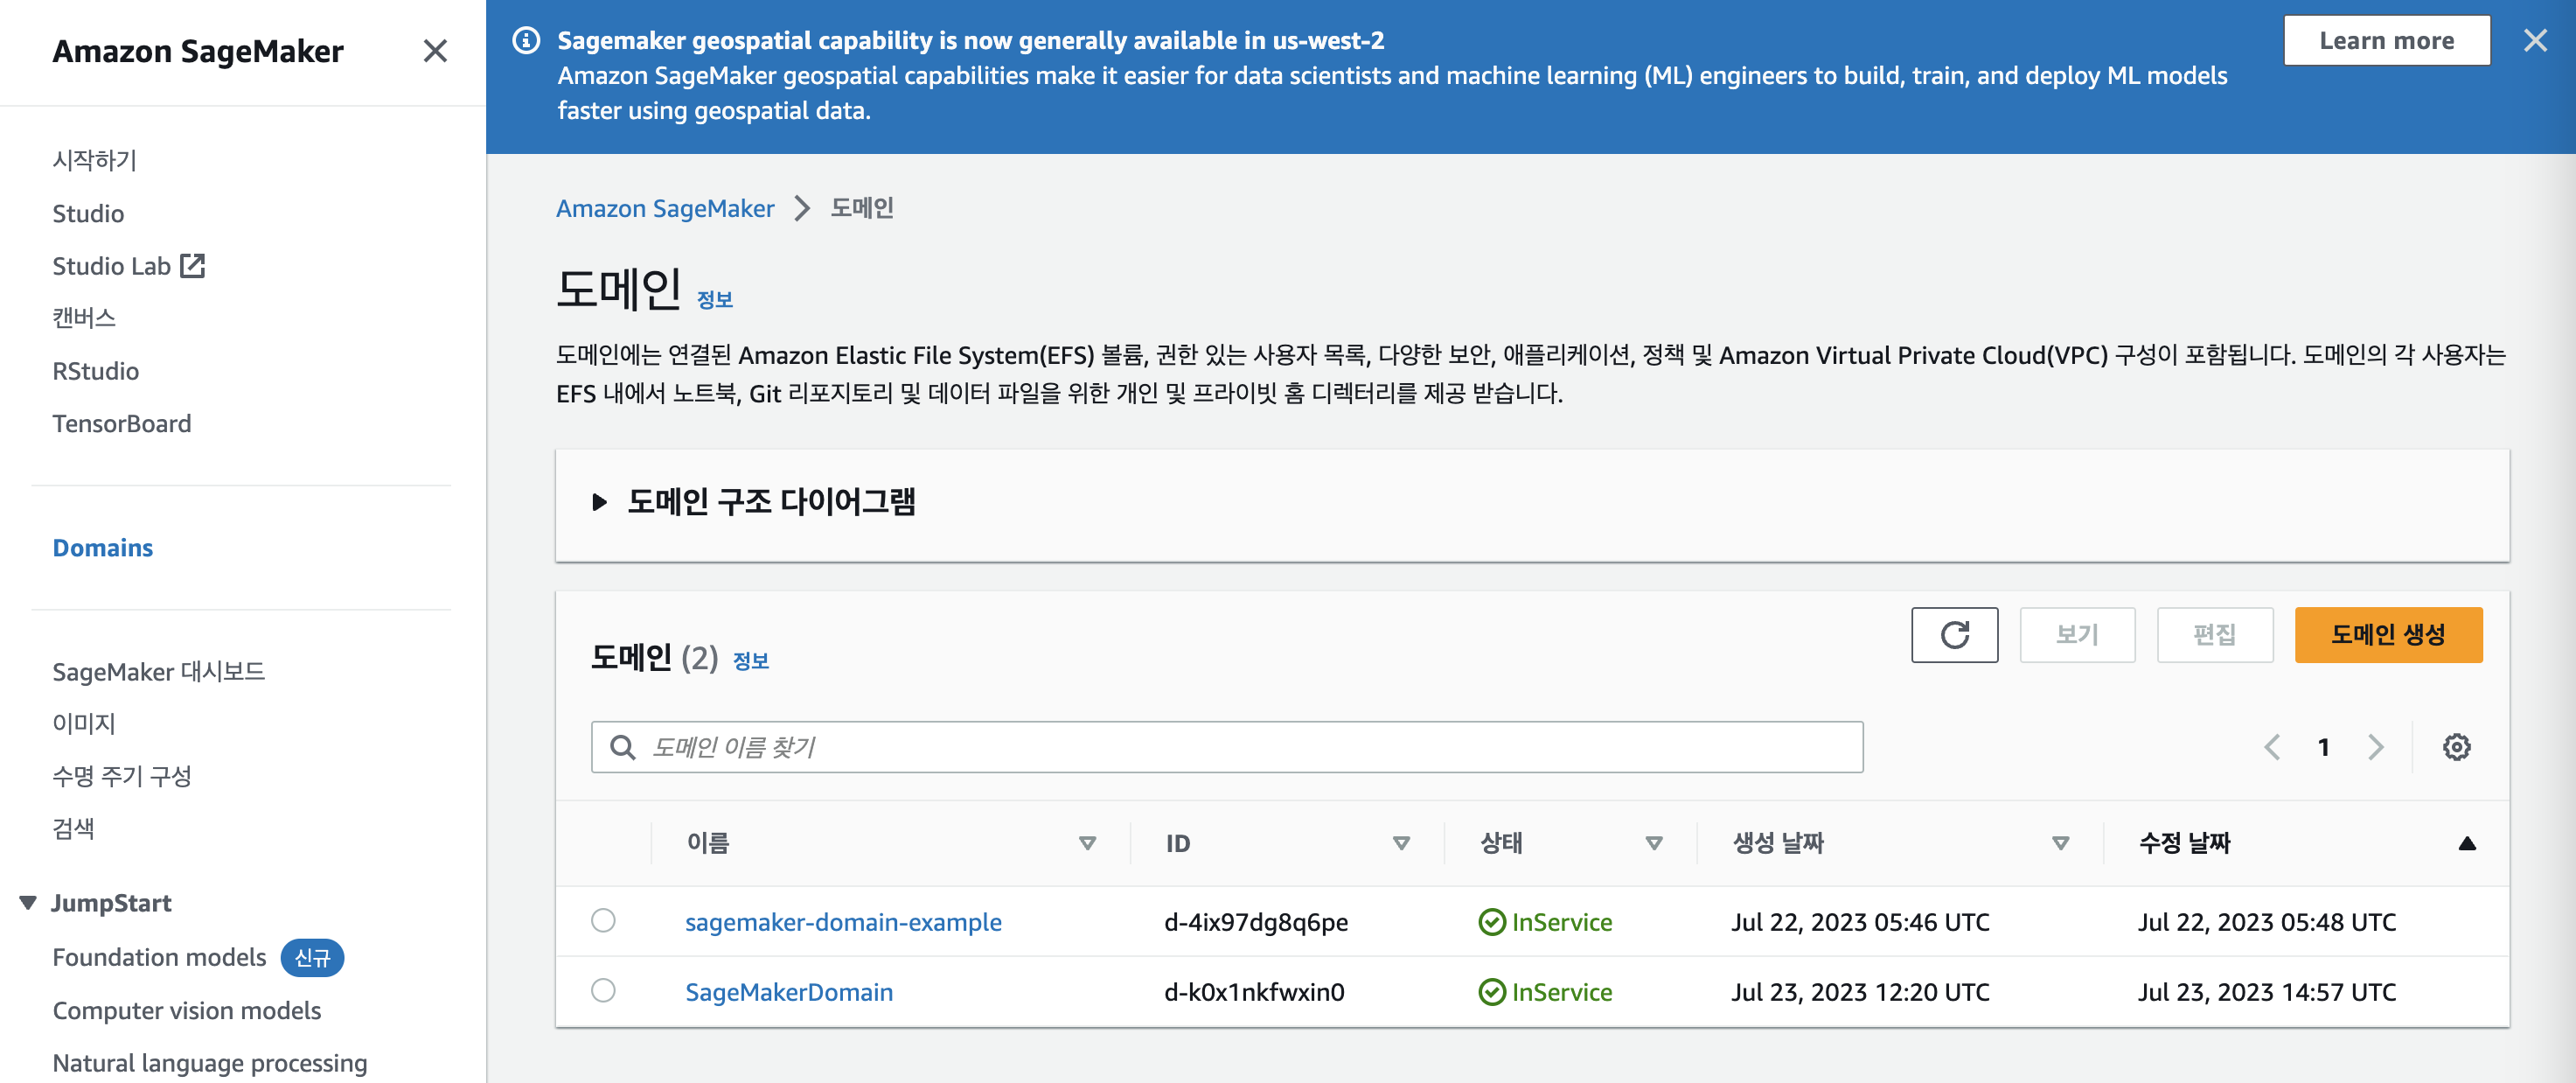 Amazon SageMaker
시작하기
Studio
Studio Lab
캔버스
RStudio
TensorBoard
Domains
SageMaker 대시보드
이미지
수명 주기 구성
검색
JumpStart
Foundation models 신규
Computer vision models
Natural language processing
Sagemaker geospatial capability is now generally available in us-west-2
Amazon SageMaker geospatial capabilities make it easier for data scientists and machine learning (ML) engineers to build, train, and deploy ML models
faster using geospatial data.
Learn more
Amazon SageMaker 도메인
도메인 정보
도메인에는 연결된 Amazon Elastic File System(EFS) 볼륨, 권한 있는 사용자 목록, 다양한 보안, 애플리케이션, 정책 및 Amazon Virtual Private Cloud(VPC) 구성이 포함됩니다. 도메인의 각 사용자는
EFS 내에서 노트북, Git 리포지토리 및 데이터 파일을 위한 개인 및 프라이빗 홈 디렉터리를 제공 받습니다.
도메인 구조 다이어그램
도메인 (2) 정보
보기 편집 도메인 생성
도메인 이름 찾기
1
이름 ID 상태 생성 날짜 수정 날짜
sagemaker-domain-example d-4ix97dg8q6pe InService Jul 22, 2023 05:46 UTC Jul 22, 2023 05:48 UTC
SageMakerDomain d-k0x1nkfwxin0 InService Jul 23, 2023 12:20 UTC Jul 23, 2023 14:57 UTC